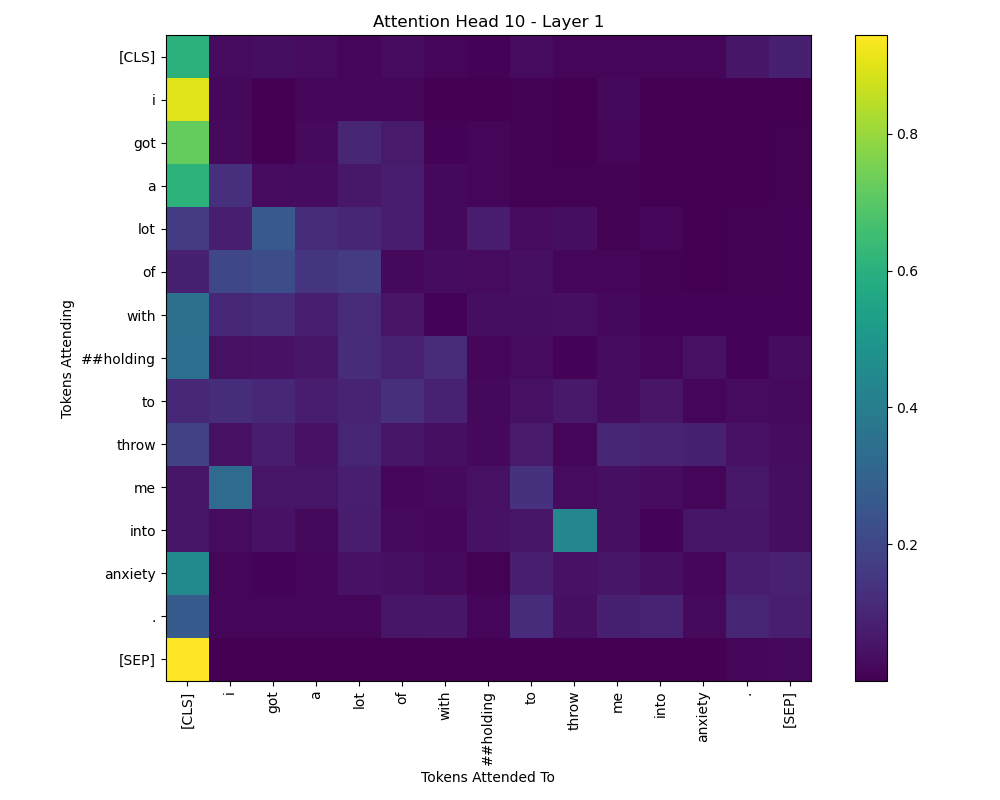 Attention Head 10 - Layer 1
[CLS]
i
got
a
lot
of
with
##holding
to
throw
me
into
anxiety
.
[SEP]
Tokens Attending
[CLS]
i
got
a
lot
of
with
##holding
to
throw
me
into
anxiety
.
[SEP]
Tokens Attended To
0.8
0.6
0.4
0.2